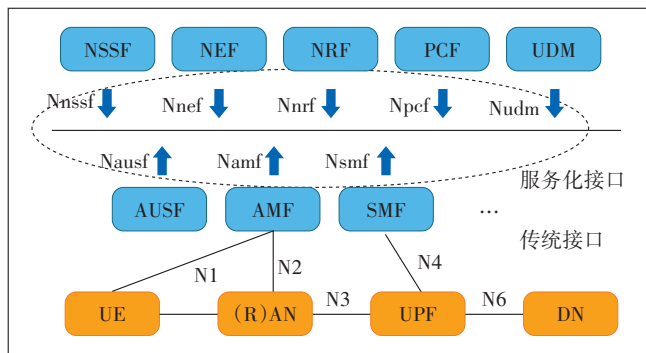 NSSF NEF NRF PCF UDM
Nnssf Nnef Nnrf Npcf Nudm
Nausf Namf Nsmf
服务化接口
AUSF AMF SMF …
传统接口
N1 N2 N4
UE (R)AN N3 UPF N6 DN